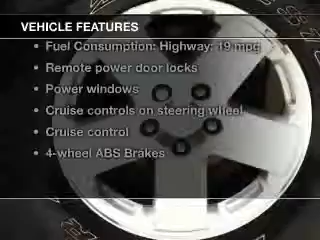 VEHICLE FEATURES
• Fuel Consumption: Highway: 19 mpg
• Remote power door locks
• Power windows
• Cruise controls on steering wheel
• Cruise control
• 4-wheel ABS Brakes